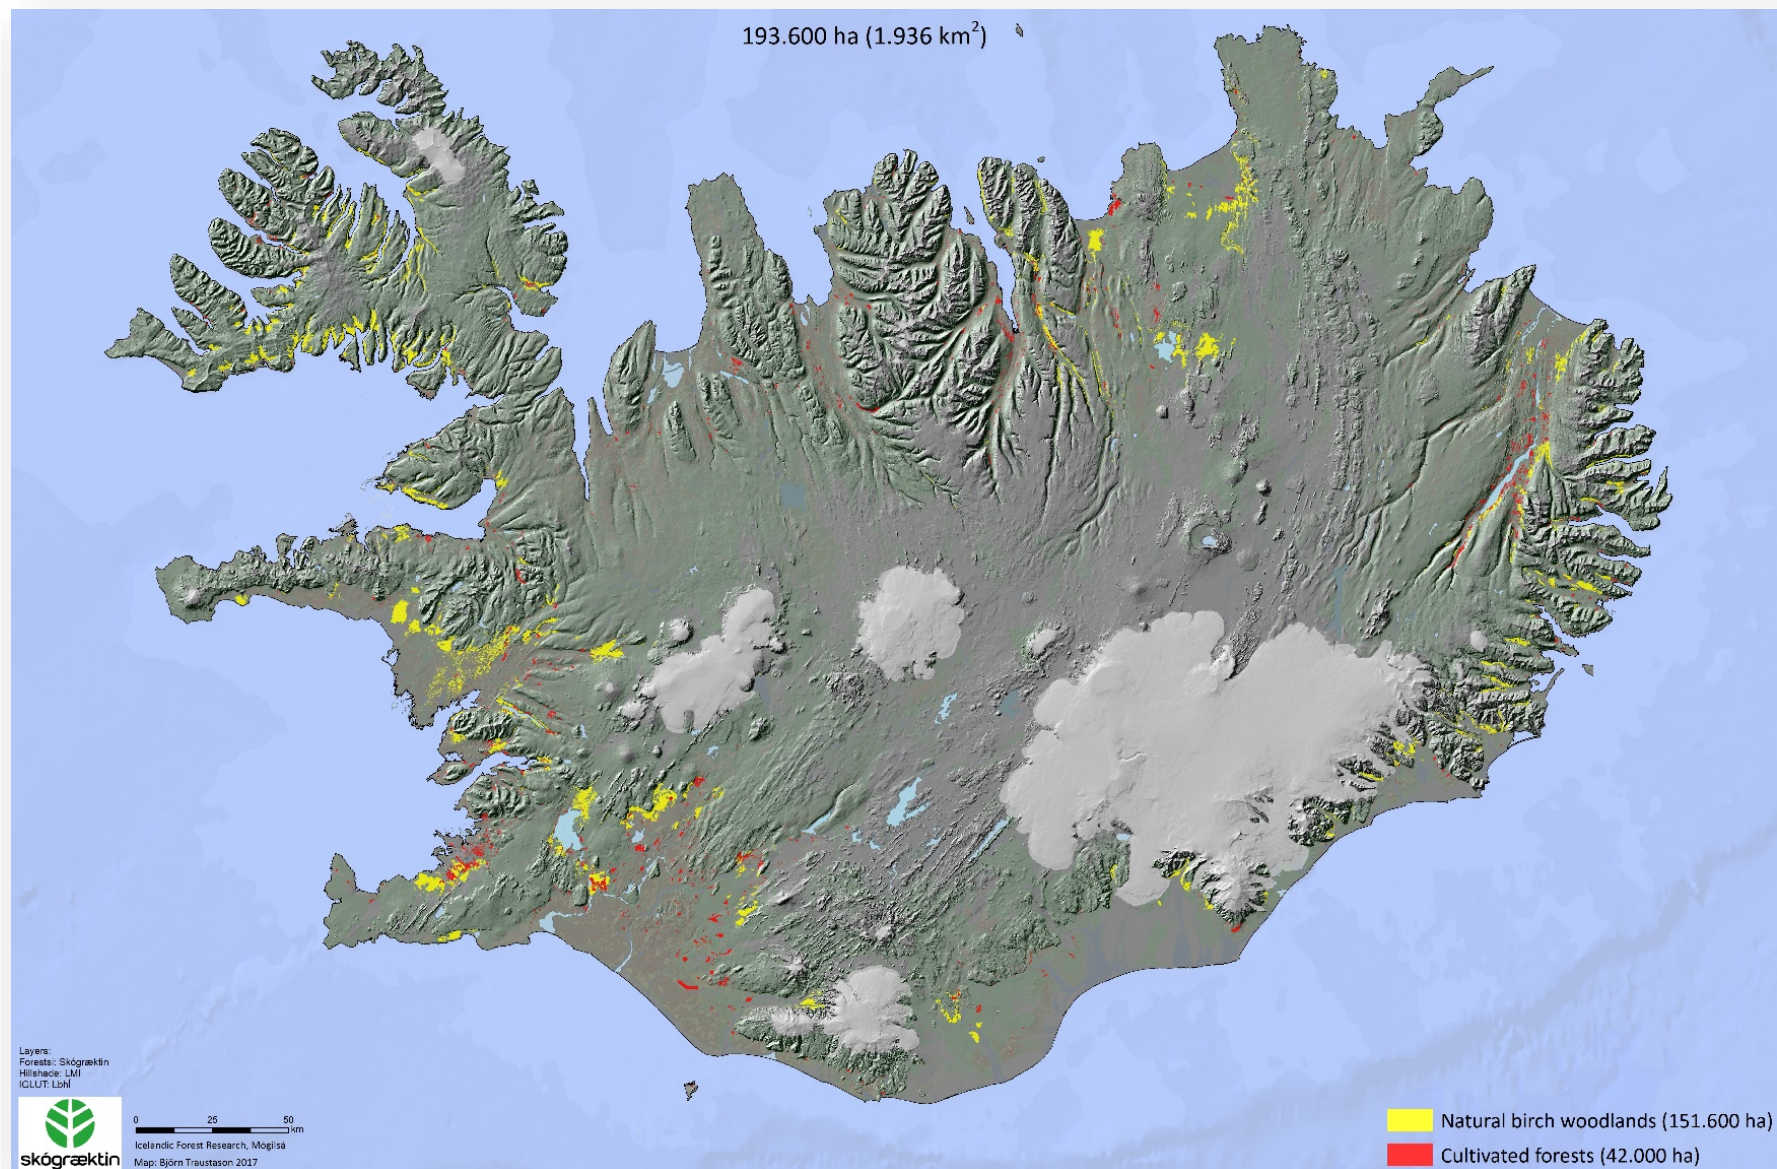 193.600 ha (1.936 km²)
Layers:
Forests: Skógræktin
Hillshade: LMI
IGLUT: LbhÍ
skógræktin
0 25 50
km
Icelandic Forest Research, Mógilsá
Map: Björn Traustason 2017
Natural birch woodlands (151.600 ha)
Cultivated forests (42.000 ha)